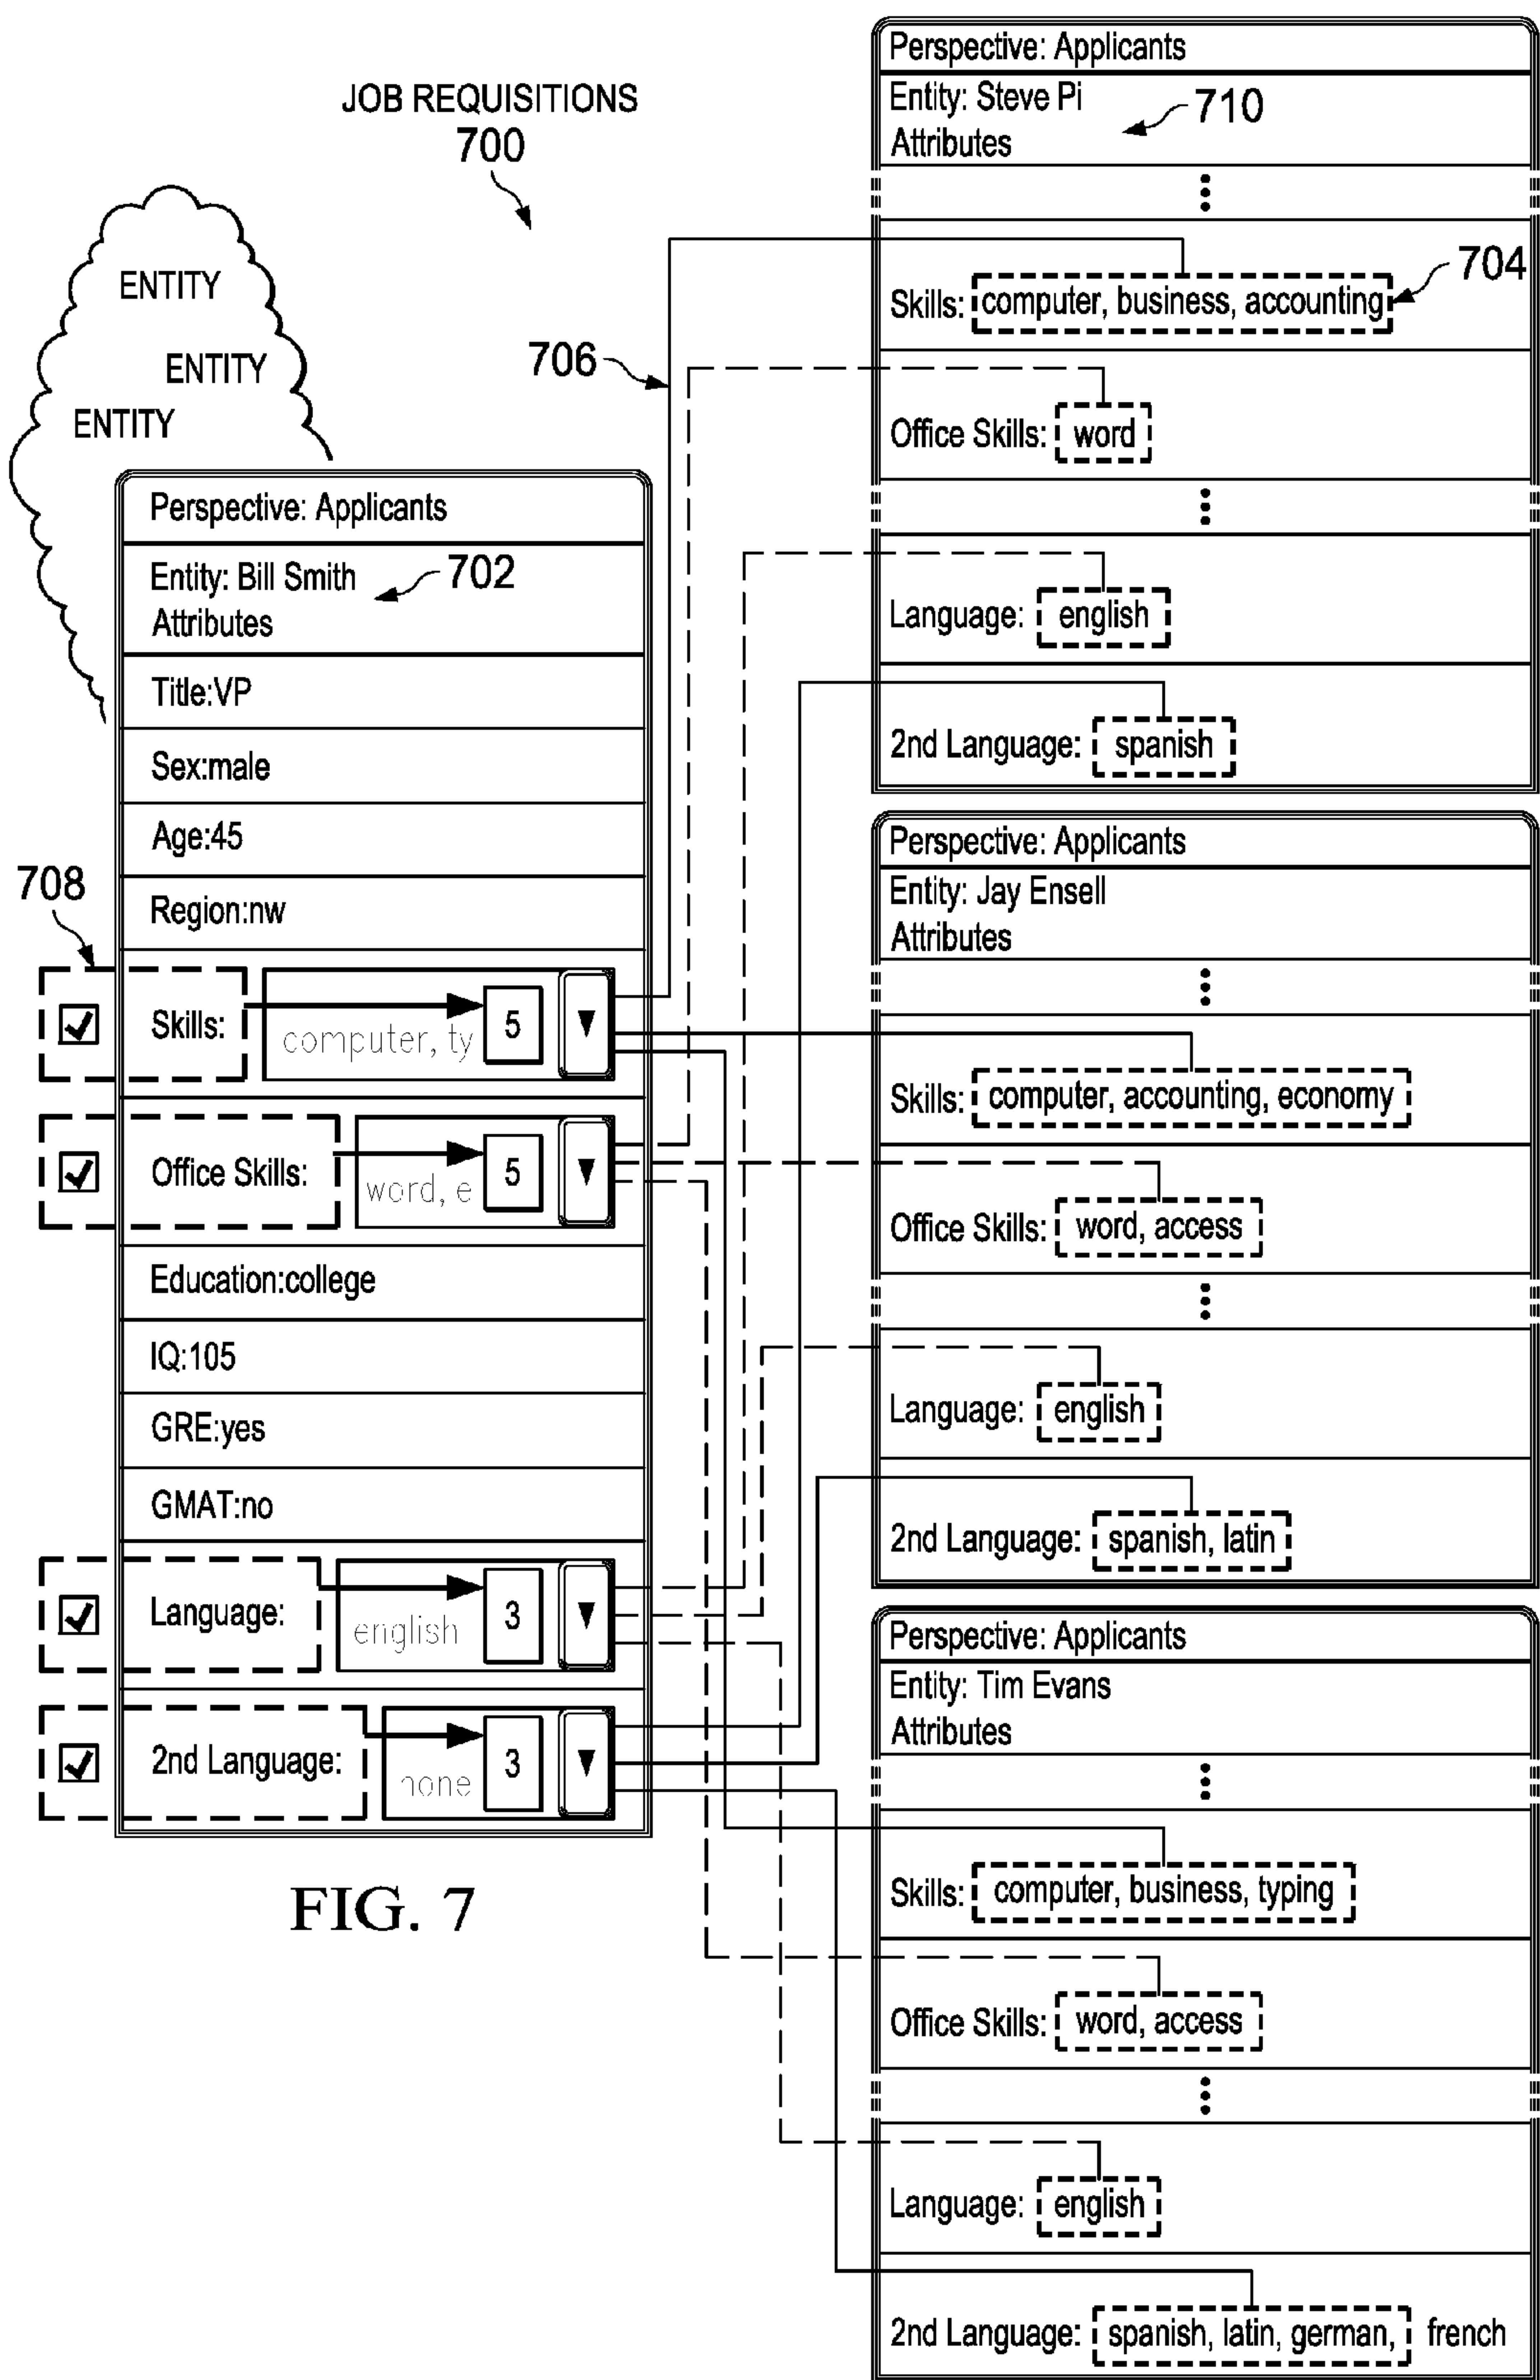 JOB REQUISITIONS
700
ENTITY
ENTITY
ENTITY
706
Perspective: Applicants
Entity: Bill Smith
702
Attributes
Title:VP
Sex:male
Age:45
708
Region:nw
Skills: computer, ty 5
Office Skills: word, e 5
Education:college
IQ:105
GRE:yes
GMAT:no
Language: english 3
2nd Language: none 3
FIG. 7
Perspective: Applicants
Entity: Steve Pi
710
Attributes
704
Skills: computer, business, accounting
Office Skills: word
Language: english
2nd Language: spanish
Perspective: Applicants
Entity: Jay Ensell
Attributes
Skills: computer, accounting, economy
Office Skills: word, access
Language: english
2nd Language: spanish, latin
Perspective: Applicants
Entity: Tim Evans
Attributes
Skills: computer, business, typing
Office Skills: word, access
Language: english
2nd Language: spanish, latin, german, french